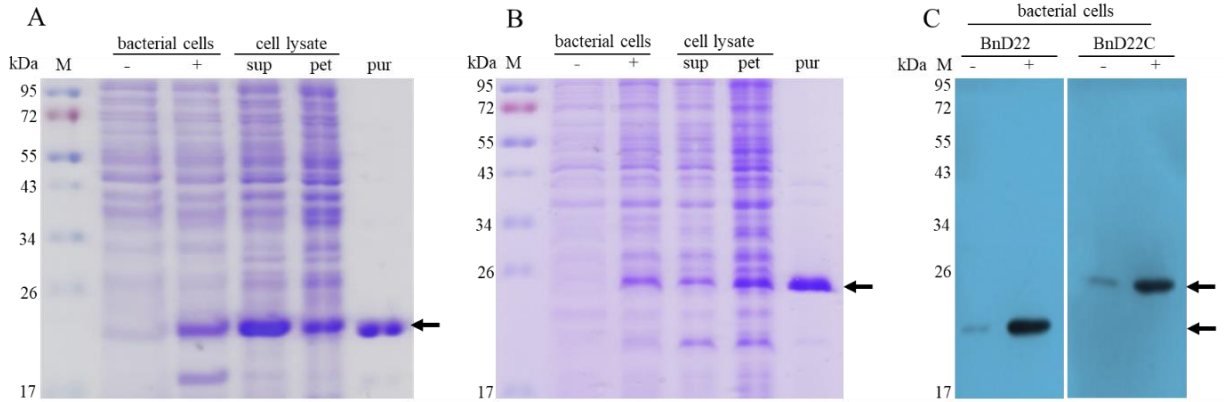 A
bacterial cells cell lysate
kDa M - + sup pet pur
95
72
55
43
34
26
17
B
bacterial cells cell lysate
kDa M - + sup pet pur
95
72
55
43
34
26
17
C
bacterial cells
BnD22 BnD22C
kDa M - + - +
95
72
55
43
34
26
17